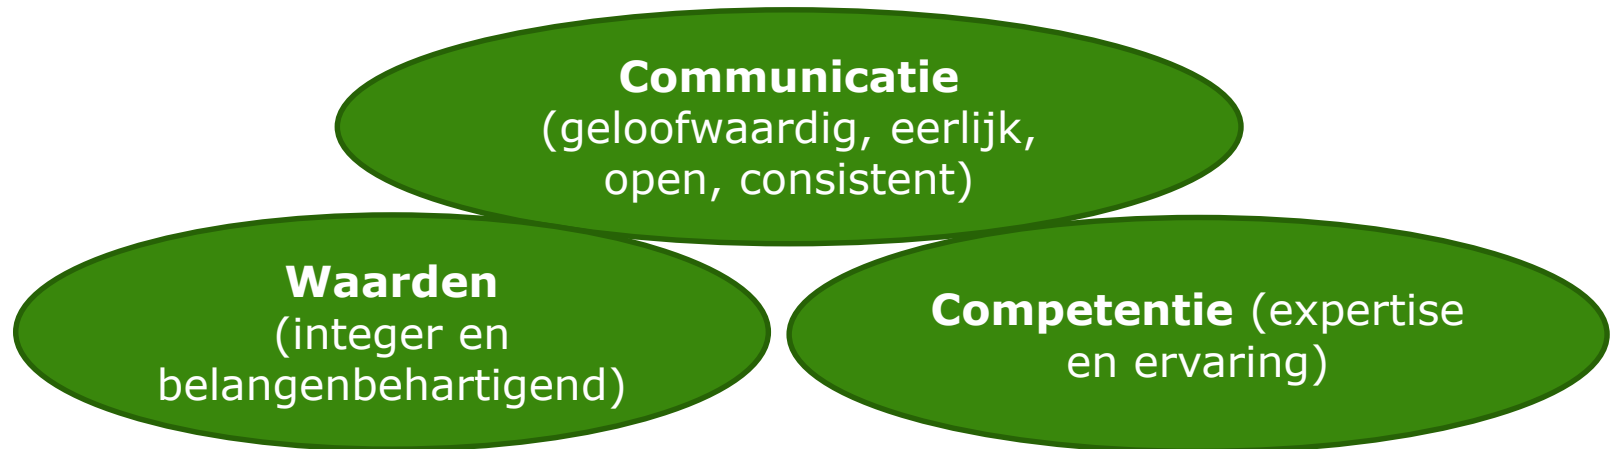 Communicatie
(geloofwaardig, eerlijk,
open, consistent)
Waarden
(integer en
belangenbehartigend)
Competentie (expertise
en ervaring)